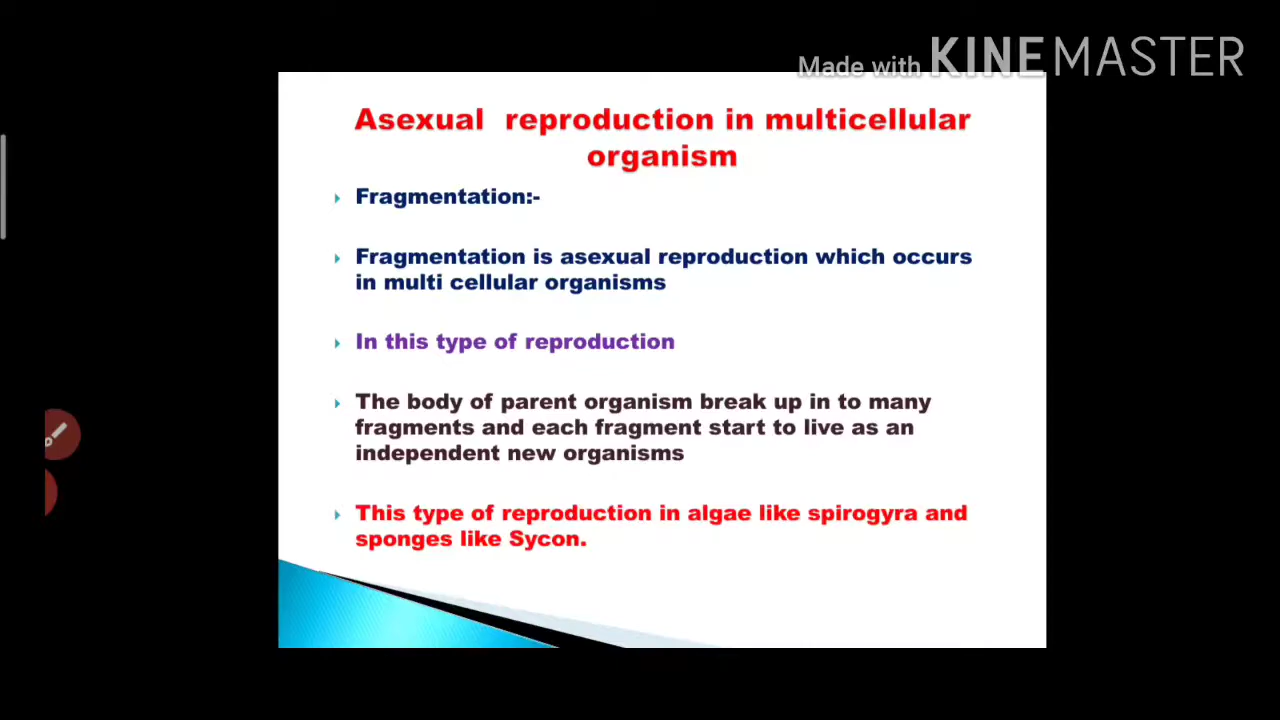 Made with KINEMASTER
Asexual reproduction in multicellular
organism
Fragmentation:-
Fragmentation is asexual reproduction which occurs
in multi cellular organisms
In this type of reproduction
The body of parent organism break up in to many
fragments and each fragment start to live as an
independent new organisms
This type of reproduction in algae like spirogyra and
sponges like Sycon.